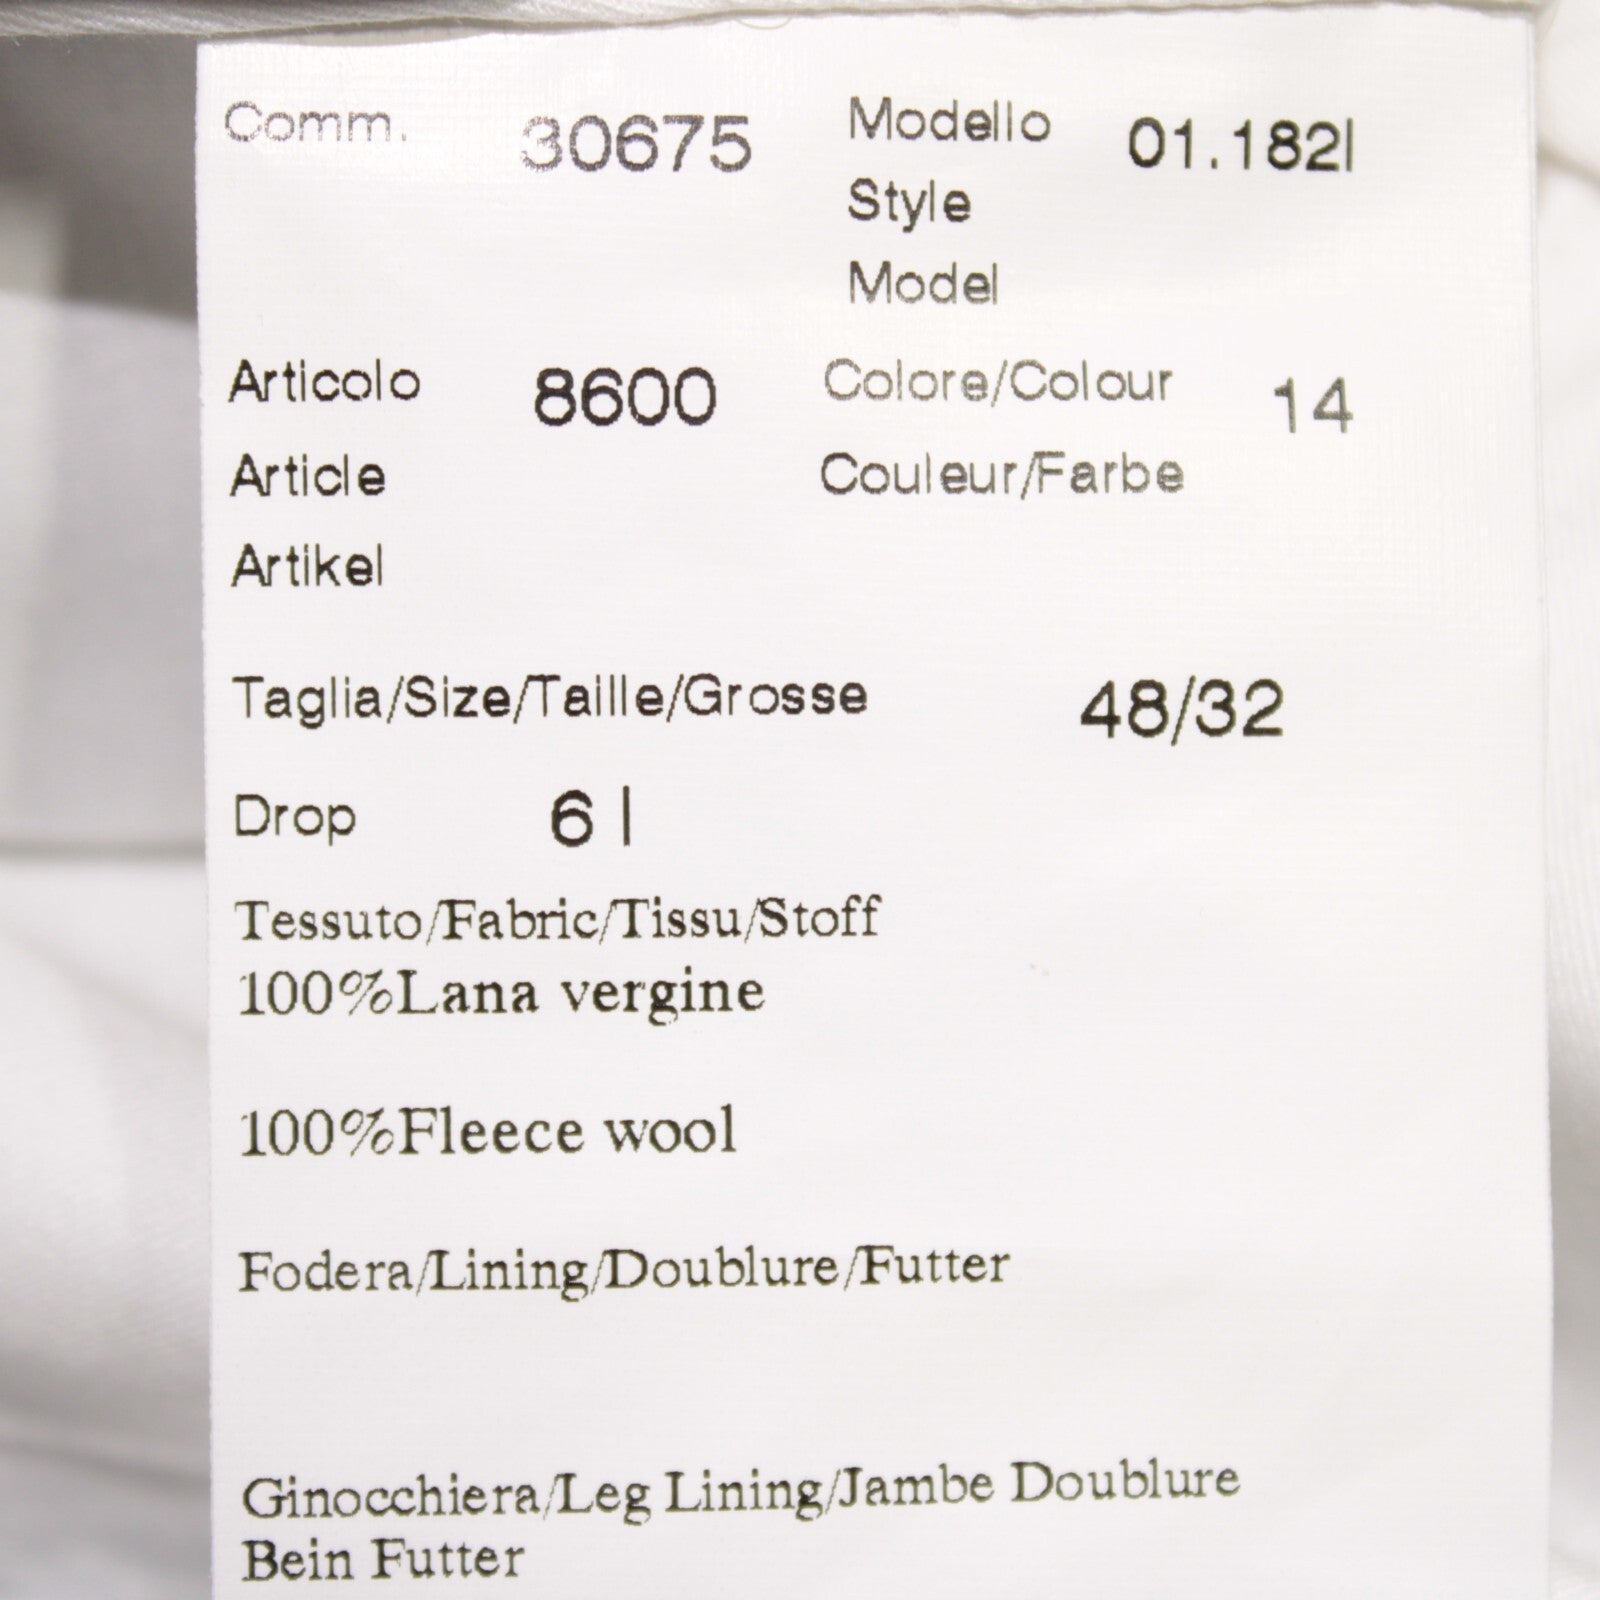 Comm. 30675 Modello 01.182l
Style
Model
Articolo 8600 Colore/Colour 14
Article Couleur/Farbe
Artikel
Taglia/Size/Taille/Grosse 48/32
Drop 6 l
Tessuto/Fabric/Tissu/Stoff
100%Lana vergine
100%Fleece wool
Fodera/Lining/Doublure/Futter
Ginocchiera/Leg Lining/Jambe Doublure
Bein Futter